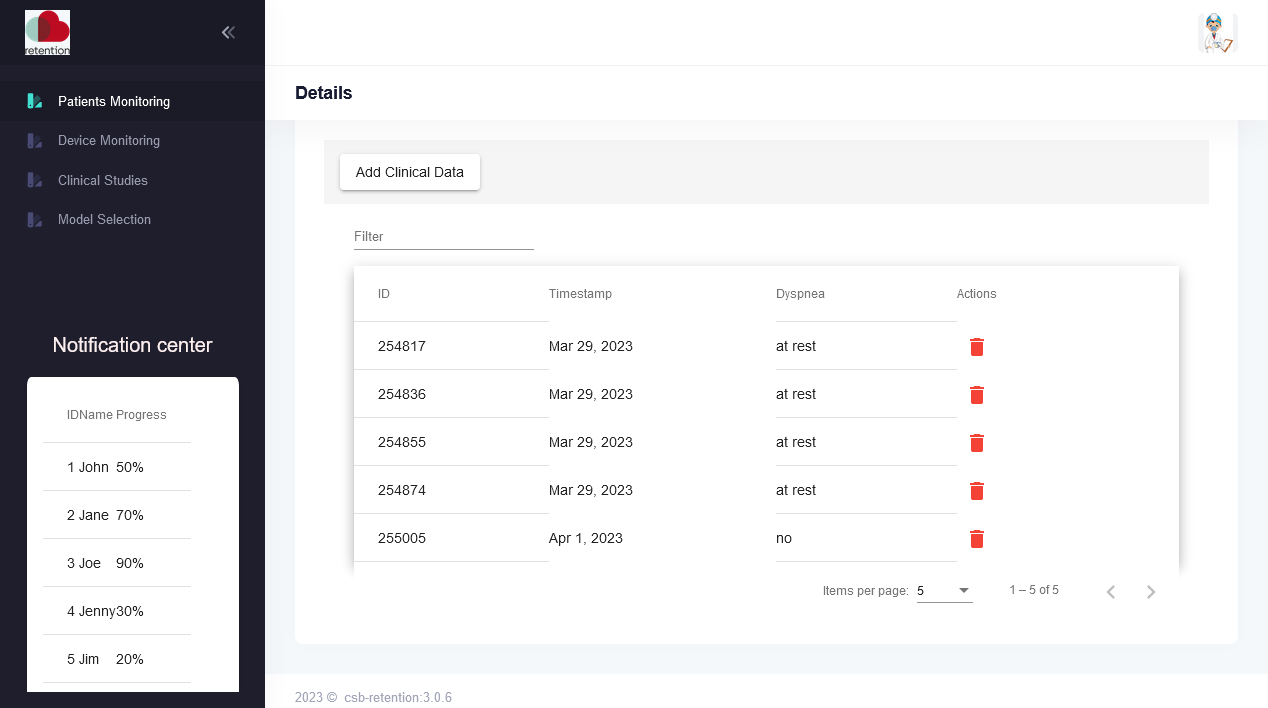 retention
Patients Monitoring
Device Monitoring
Clinical Studies
Model Selection
Notification center
ID Name Progress
1 John 50%
2 Jane 70%
3 Joe 90%
4 Jenny 30%
5 Jim 20%
Details
Add Clinical Data
Filter
ID Timestamp Dyspnea Actions
254817 Mar 29, 2023 at rest
254836 Mar 29, 2023 at rest
254855 Mar 29, 2023 at rest
254874 Mar 29, 2023 at rest
255005 Apr 1, 2023 no
Items per page: 5 1 – 5 of 5
2023 © csb-retention:3.0.6